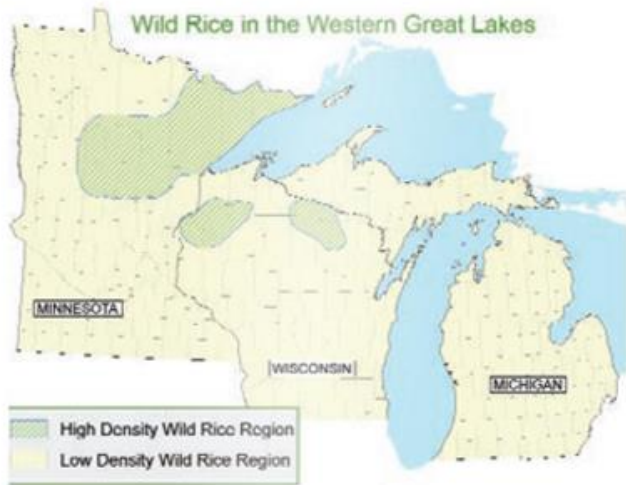 Wild Rice in the Western Great Lakes
MINNESOTA
WISCONSIN
MICHIGAN
High Density Wild Rice Region
Low Density Wild Rice Region